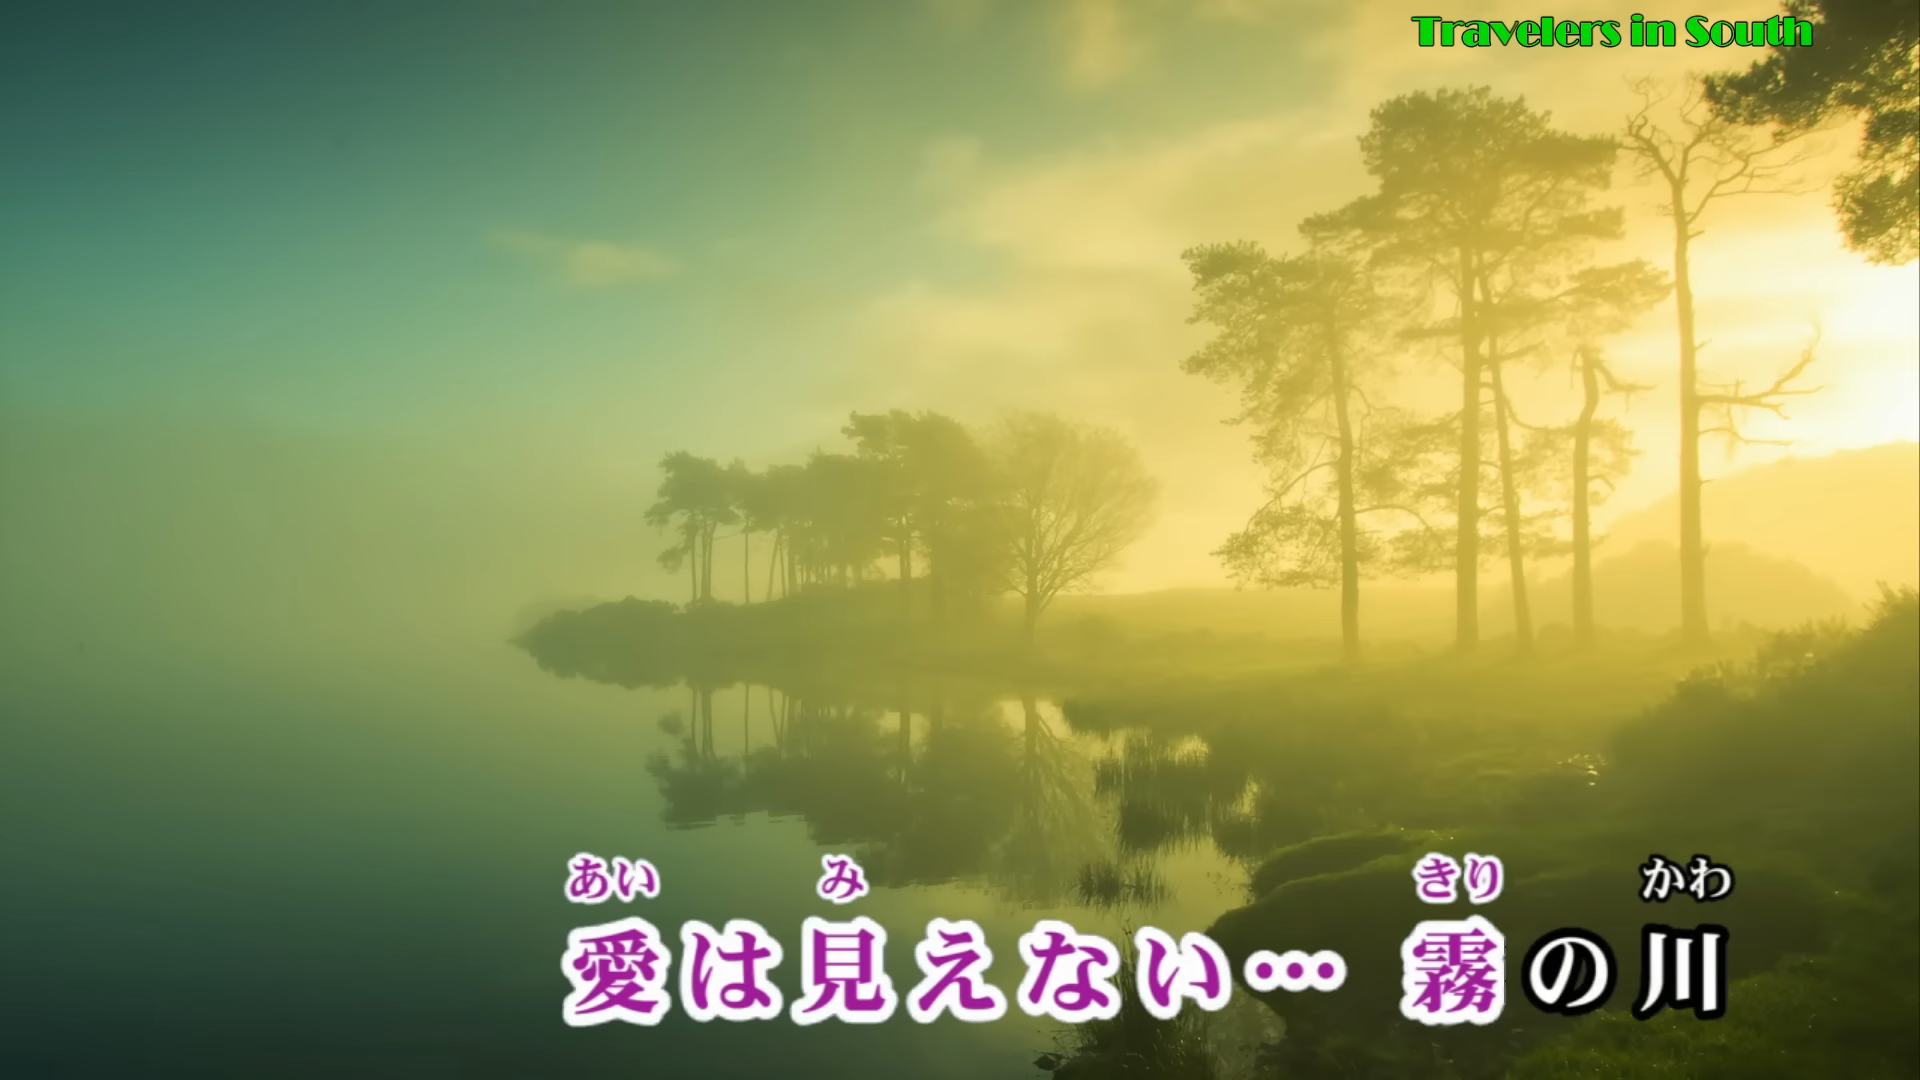 Travelers in South
あい み きり かわ
愛は見えない… 霧の川